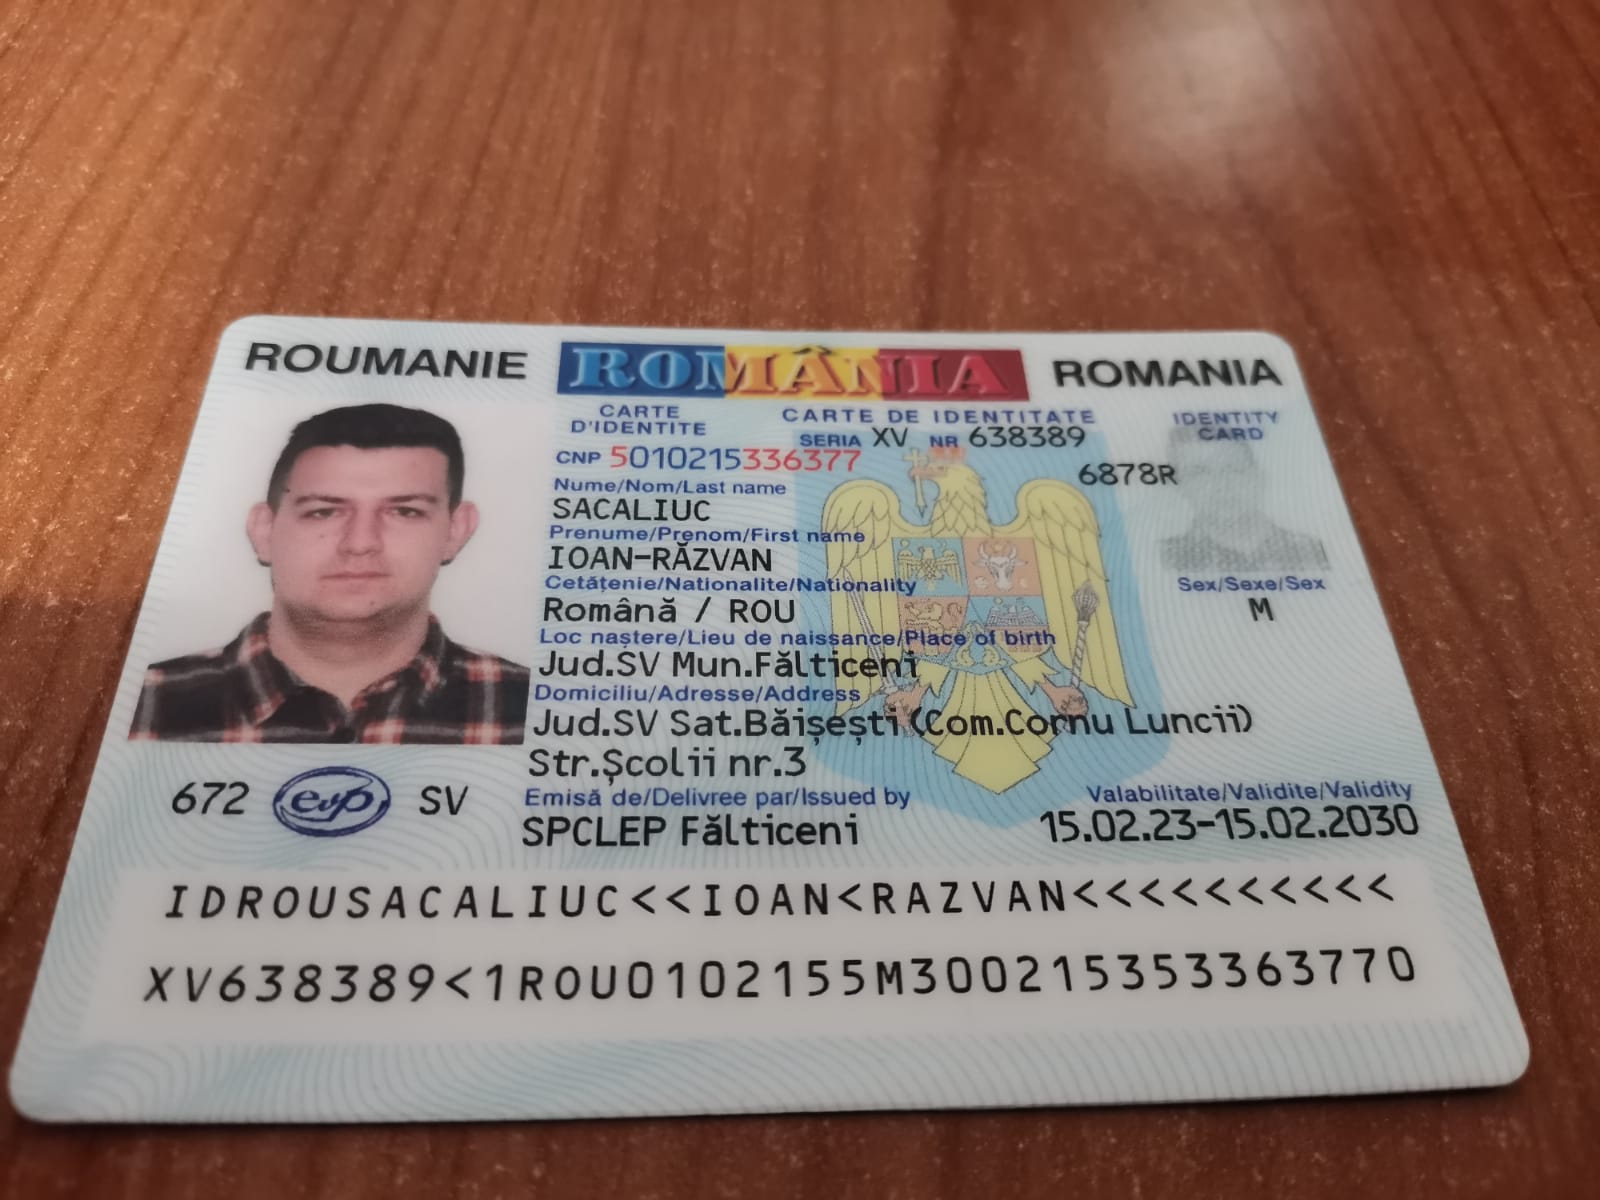 ROUMANIE ROMÂNIA ROMANIA
CARTE D'IDENTITE
CARTE DE IDENTITATE
IDENTITY CARD
SERIA XV NR 638389
CNP 5010215336377
6878R
Nume/Nom/Last name
SACALIUC
Prenume/Prenom/First name
IOAN-RĂZVAN
Cetățenie/Nationalite/Nationality
Română / ROU
Sex/Sexe/Sex
M
Loc naștere/Lieu de naissance/Place of birth
Jud.SV Mun.Fălticeni
Domiciliu/Adresse/Address
Jud.SV Sat.Băișești (Com.Cornu Luncii)
Str.Școlii nr.3
672 evp SV
Emisă de/Delivree par/Issued by
SPCLEP Fălticeni
Valabilitate/Validite/Validity
15.02.23-15.02.2030
IDROUSACALIUC<<IOAN<RAZVAN<<<<<<<<<<
XV638389<1ROU0102155M300215353363770